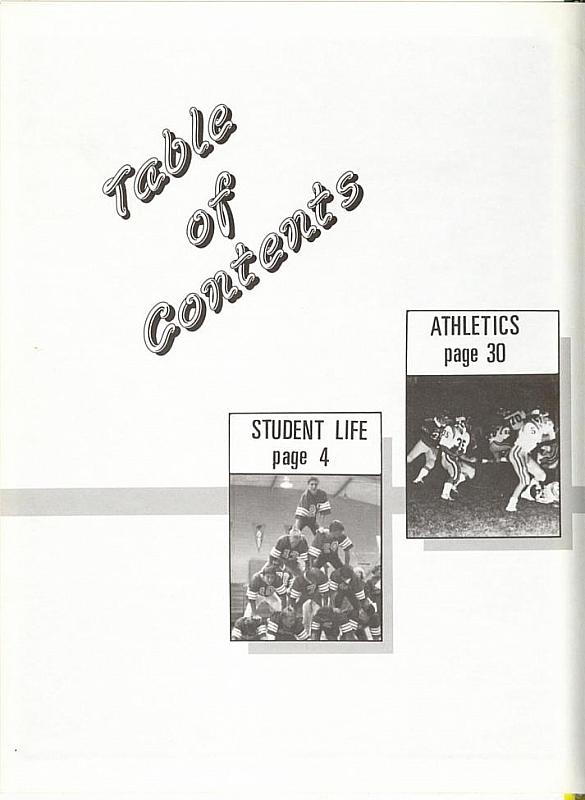 Table
of
Contents
ATHLETICS
page 30
STUDENT LIFE
page 4